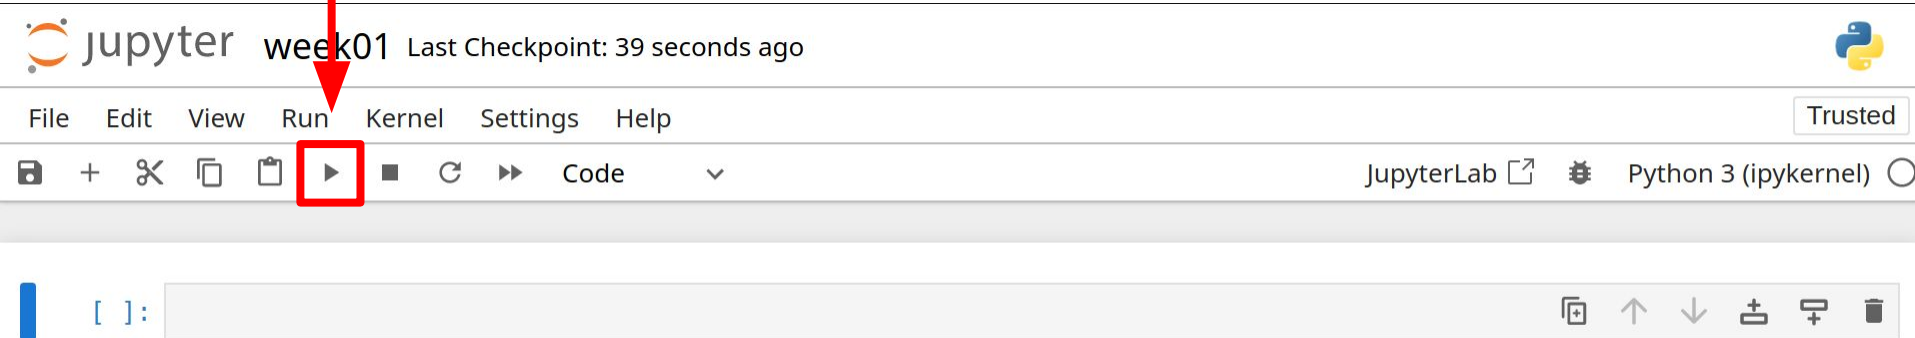 jupyter week01 Last Checkpoint: 39 seconds ago
File Edit View Run Kernel Settings Help Trusted
Code JupyterLab Python 3 (ipykernel)
[ ]: